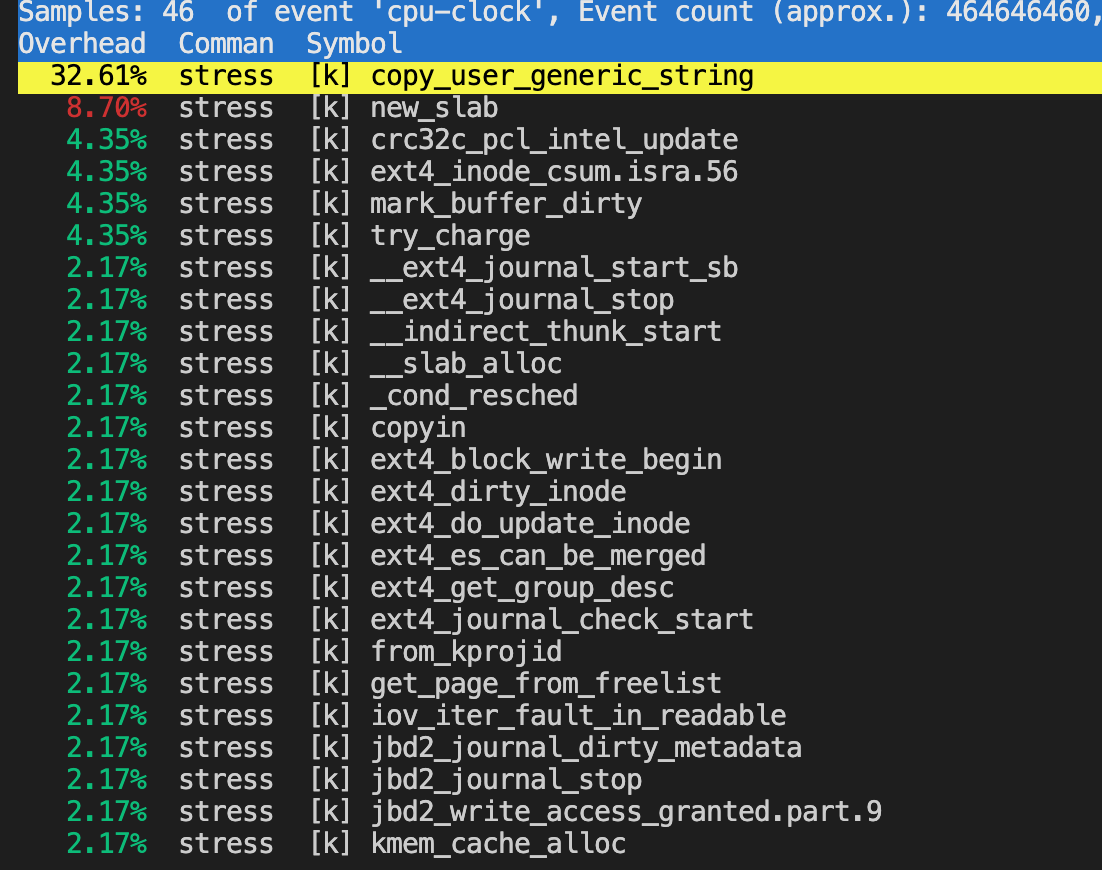 Samples: 46  of event 'cpu-clock', Event count (approx.): 464646460,
Overhead  Comman  Symbol
  32.61%  stress  [k] copy_user_generic_string
   8.70%  stress  [k] new_slab
   4.35%  stress  [k] crc32c_pcl_intel_update
   4.35%  stress  [k] ext4_inode_csum.isra.56
   4.35%  stress  [k] mark_buffer_dirty
   4.35%  stress  [k] try_charge
   2.17%  stress  [k] __ext4_journal_start_sb
   2.17%  stress  [k] __ext4_journal_stop
   2.17%  stress  [k] __indirect_thunk_start
   2.17%  stress  [k] __slab_alloc
   2.17%  stress  [k] _cond_resched
   2.17%  stress  [k] copyin
   2.17%  stress  [k] ext4_block_write_begin
   2.17%  stress  [k] ext4_dirty_inode
   2.17%  stress  [k] ext4_do_update_inode
   2.17%  stress  [k] ext4_es_can_be_merged
   2.17%  stress  [k] ext4_get_group_desc
   2.17%  stress  [k] ext4_journal_check_start
   2.17%  stress  [k] from_kprojid
   2.17%  stress  [k] get_page_from_freelist
   2.17%  stress  [k] iov_iter_fault_in_readable
   2.17%  stress  [k] jbd2_journal_dirty_metadata
   2.17%  stress  [k] jbd2_journal_stop
   2.17%  stress  [k] jbd2_write_access_granted.part.9
   2.17%  stress  [k] kmem_cache_alloc